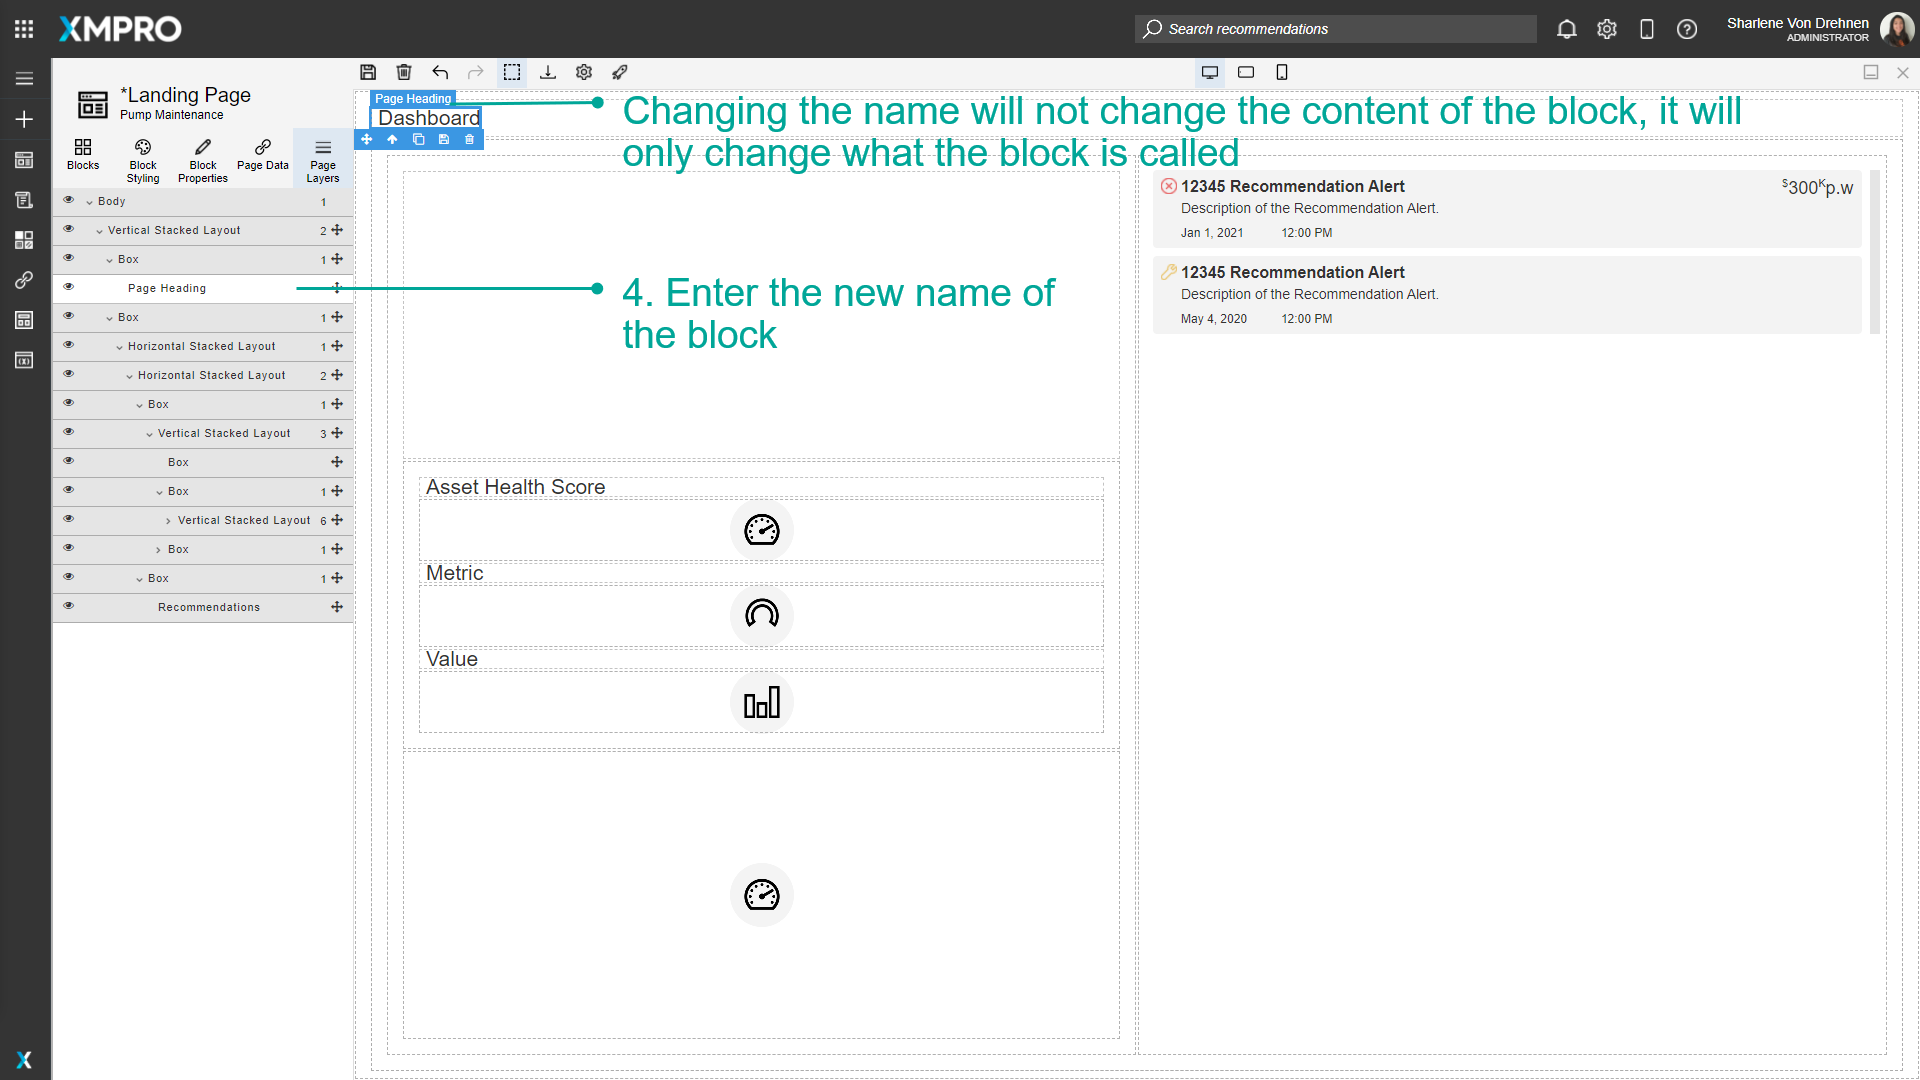 XMPRO
Search recommendations
Sharlene Von Drehnen
ADMINISTRATOR
*Landing Page
Pump Maintenance
Blocks
Block
Styling
Block
Properties
Page Data
Page
Layers
Body 1
Vertical Stacked Layout 2
Box 1
Page Heading
Box 1
Horizontal Stacked Layout 1
Horizontal Stacked Layout 2
Box 1
Vertical Stacked Layout 3
Box
Box 1
Vertical Stacked Layout 6
Box 1
Box 1
Recommendations
Page Heading
Dashboard
Changing the name will not change the content of the block, it will
only change what the block is called
4. Enter the new name of
the block
Asset Health Score
Metric
Value
12345 Recommendation Alert
$300Kp.w
Description of the Recommendation Alert.
Jan 1, 2021 12:00 PM
12345 Recommendation Alert
Description of the Recommendation Alert.
May 4, 2020 12:00 PM